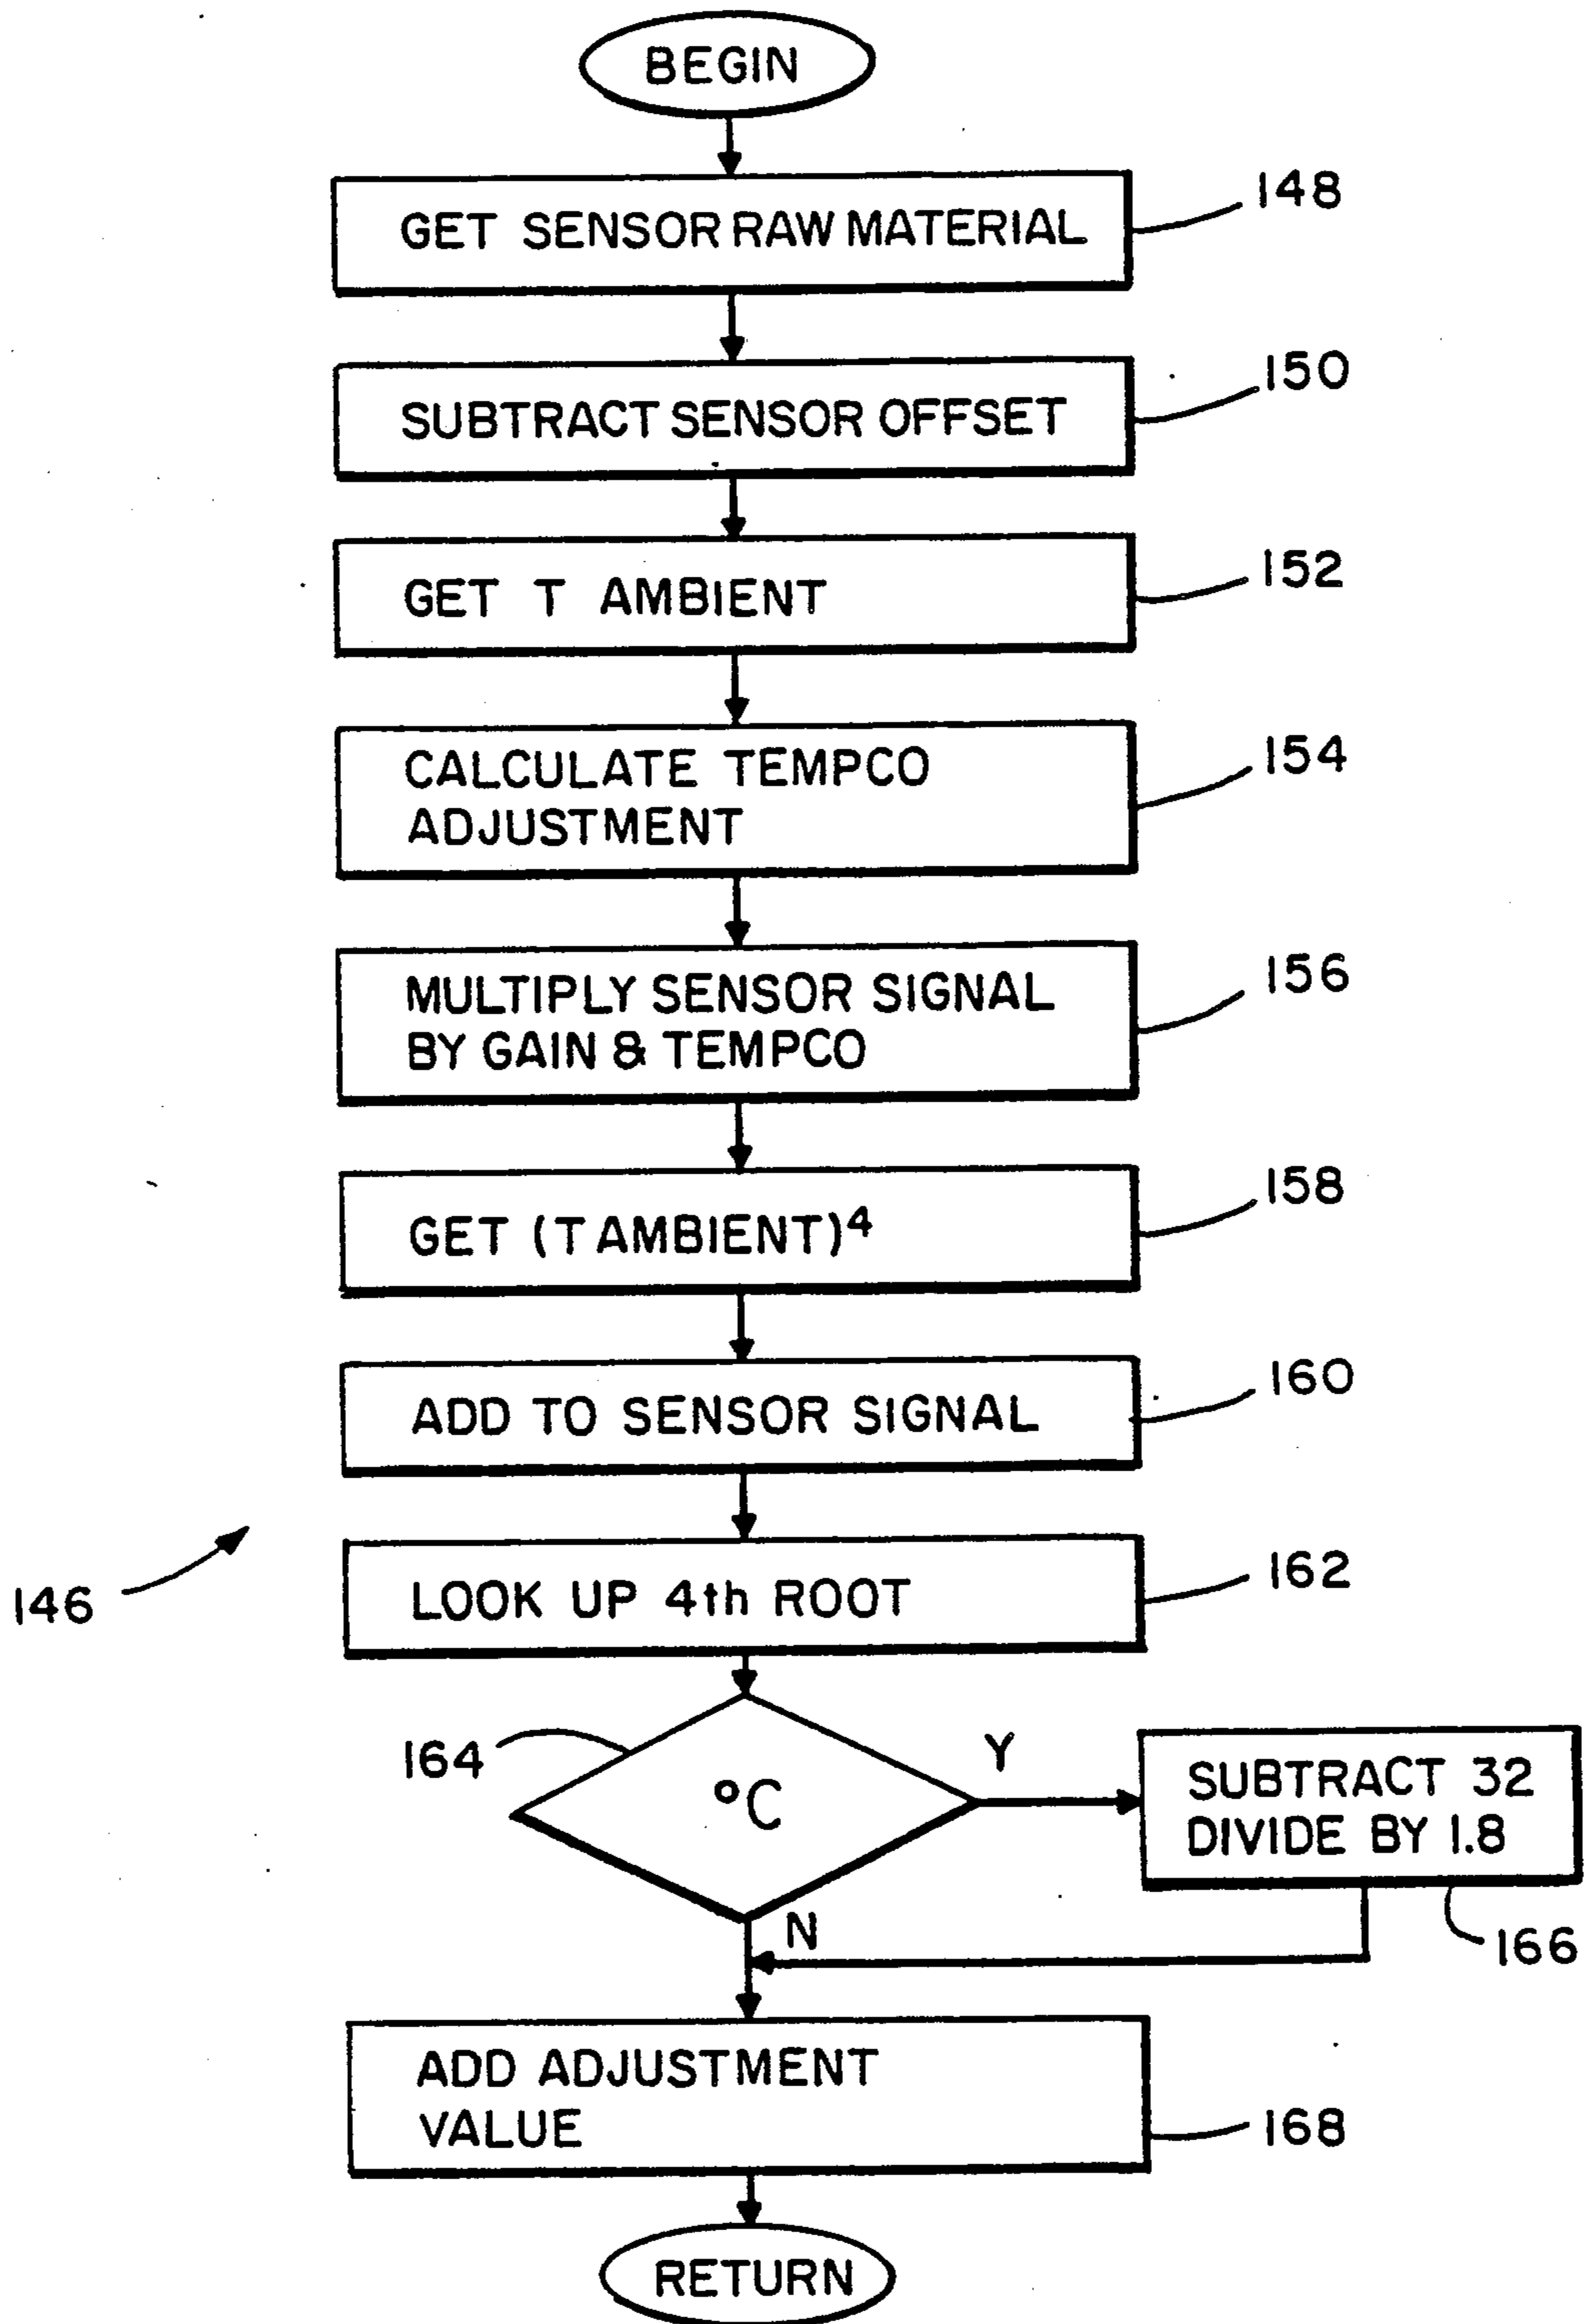 BEGIN
GET SENSOR RAW MATERIAL
148
SUBTRACT SENSOR OFFSET
150
GET T AMBIENT
152
CALCULATE TEMPCO
ADJUSTMENT
154
MULTIPLY SENSOR SIGNAL
BY GAIN & TEMPCO
156
GET (T AMBIENT)⁴
158
ADD TO SENSOR SIGNAL
160
146
LOOK UP 4th ROOT
162
164
°C
Y
SUBTRACT 32
DIVIDE BY 1.8
166
N
ADD ADJUSTMENT
VALUE
168
RETURN